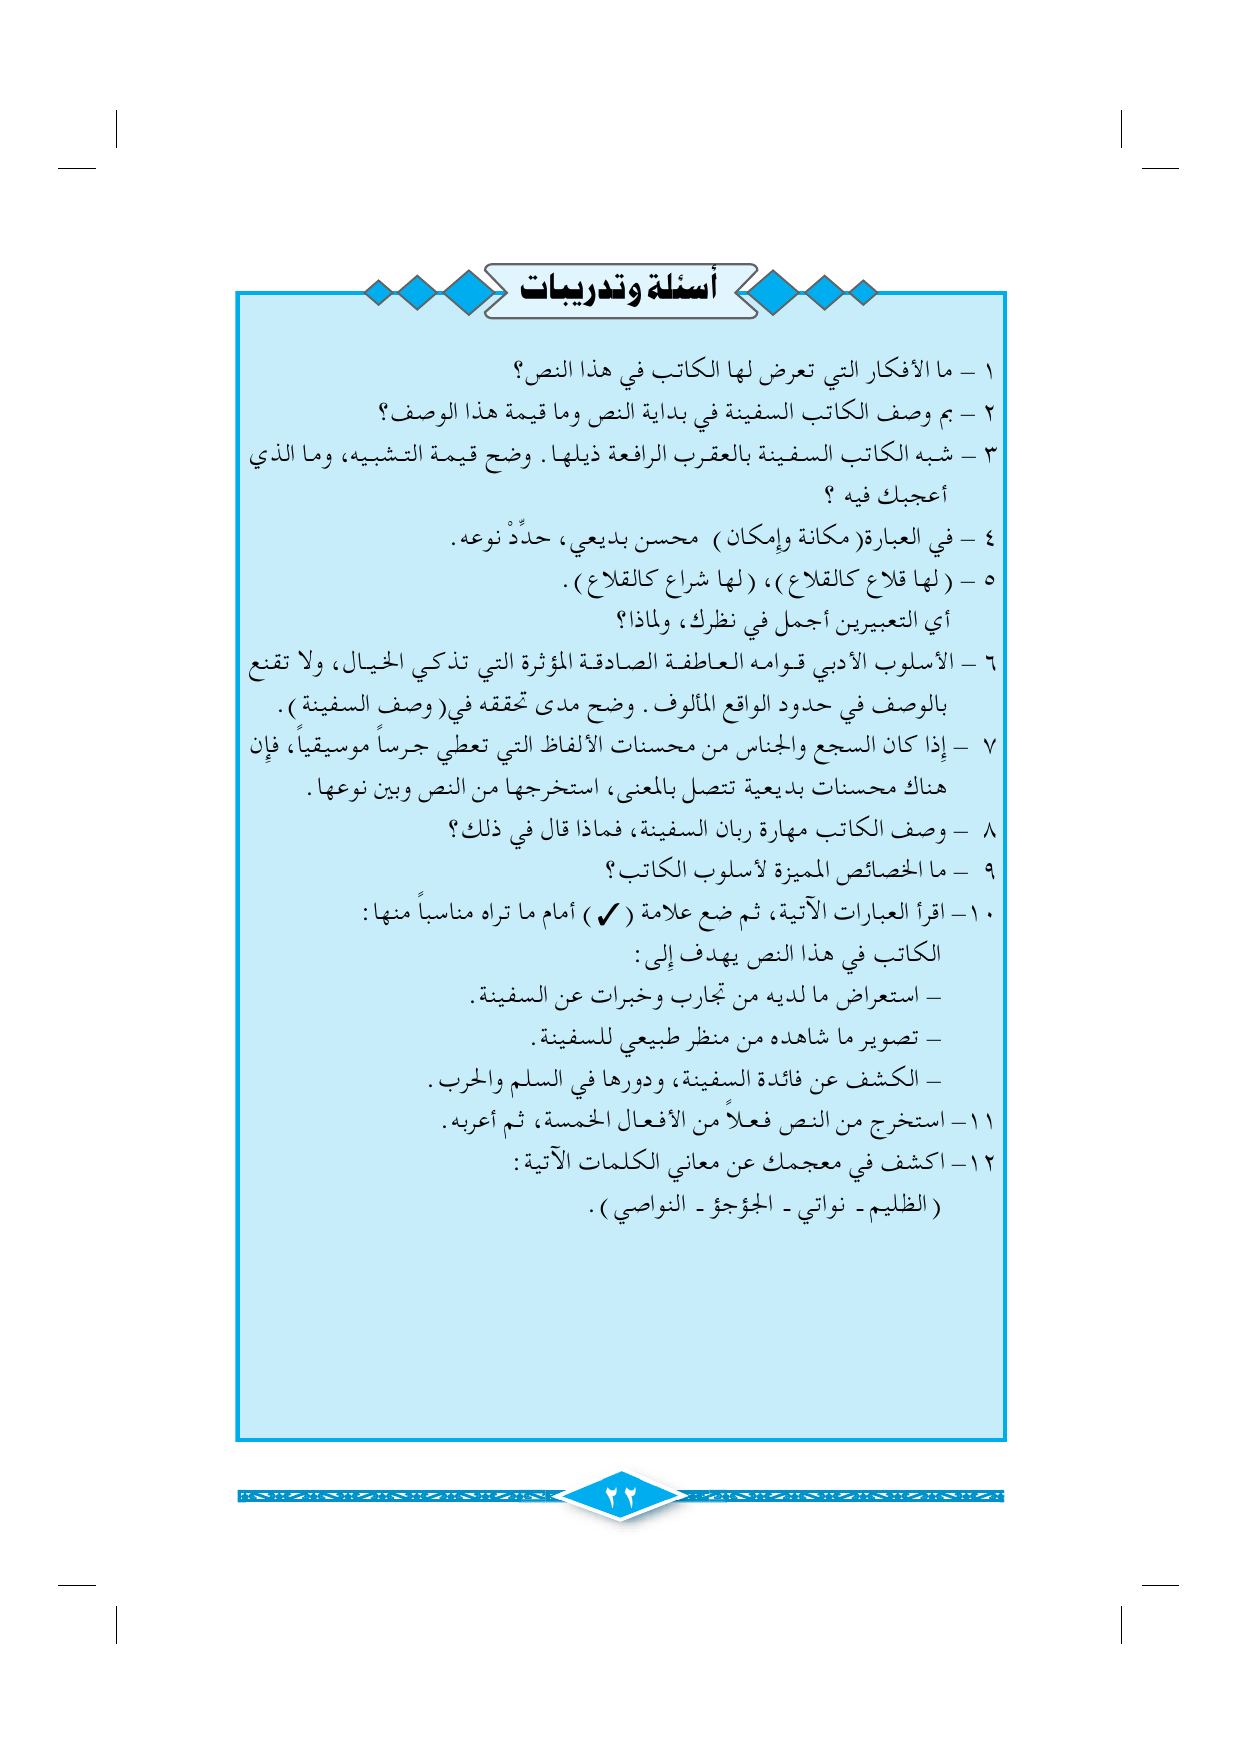 أسئلة وتدريبات
١ – ما الأفكار التي تعرض لها الكاتب في هذا النص؟
٢ – بم وصف الكاتب السفينة في بداية النص وما قيمة هذا الوصف؟
٣ – شبه الكاتب السفينة بالعقرب الرافعة ذيلها. وضح قيمة التشبيه، وما الذي
أعجبك فيه ؟
٤ – في العبارة( مكانة وإمكان ) محسن بديعي، حدِّدْ نوعه.
٥ – ( لها قلاع كالقلاع )، ( لها شراع كالقلاع ).
أي التعبيرين أجمل في نظرك، ولماذا؟
٦ – الأسلوب الأدبي قوامه العاطفة الصادقة المؤثرة التي تذكي الخيال، ولا تقنع
بالوصف في حدود الواقع المألوف. وضح مدى تحققه في( وصف السفينة ).
٧ – إذا كان السجع والجناس من محسنات الألفاظ التي تعطي جرساً موسيقياً، فإن
هناك محسنات بديعية تتصل بالمعنى، استخرجها من النص وبين نوعها.
٨ – وصف الكاتب مهارة ربان السفينة، فماذا قال في ذلك؟
٩ – ما الخصائص المميزة لأسلوب الكاتب؟
١٠– اقرأ العبارات الآتية، ثم ضع علامة ( ✓ ) أمام ما تراه مناسباً منها:
الكاتب في هذا النص يهدف إلى:
– استعراض ما لديه من تجارب وخبرات عن السفينة.
– تصوير ما شاهده من منظر طبيعي للسفينة.
– الكشف عن فائدة السفينة، ودورها في السلم والحرب.
١١– استخرج من النص فعلاً من الأفعال الخمسة، ثم أعربه.
١٢– اكشف في معجمك عن معاني الكلمات الآتية:
( الظليم ـ نواتي ـ الجؤجؤ ـ النواصي ).
٢٢